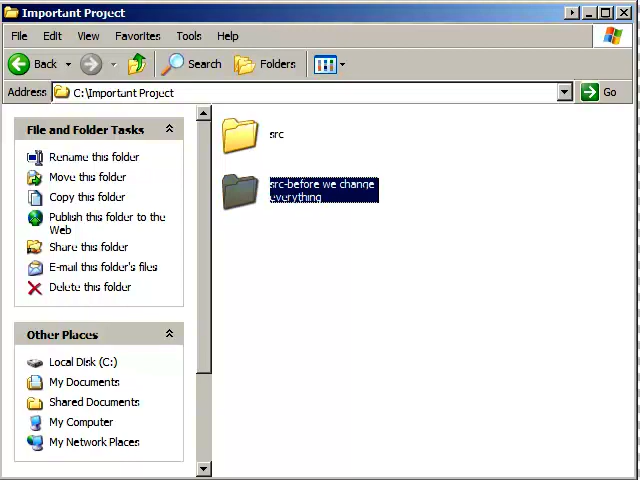 Important Project
File Edit View Favorites Tools Help
Back Search Folders
Address C:\Important Project Go
File and Folder Tasks
Rename this folder
Move this folder
Copy this folder
Publish this folder to the
Web
Share this folder
E-mail this folder's files
Delete this folder
Other Places
Local Disk (C:)
My Documents
Shared Documents
My Computer
My Network Places
src
src-before we change
everything